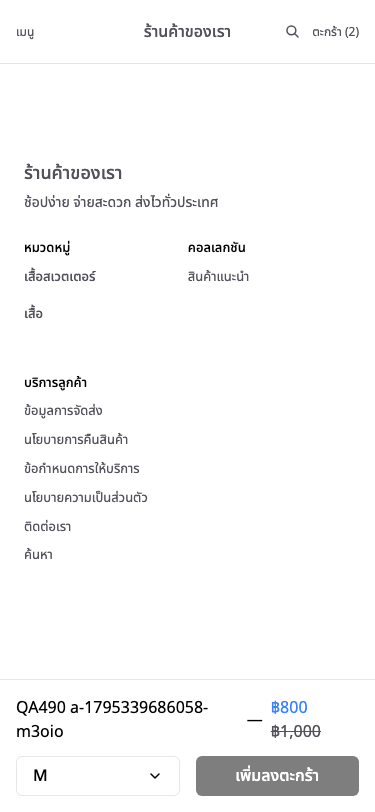 เมนู ร้านค้าของเรา ตะกร้า (2)
ร้านค้าของเรา
ช้อปง่าย จ่ายสะดวก ส่งไวทั่วประเทศ
หมวดหมู่ คอลเลกชัน
เสื้อสเวตเตอร์ สินค้าแนะนำ
เสื้อ
บริการลูกค้า
ข้อมูลการจัดส่ง
นโยบายการคืนสินค้า
ข้อกำหนดการให้บริการ
นโยบายความเป็นส่วนตัว
ติดต่อเรา
ค้นหา
QA490 a-1795339686058-
m3oio
—
฿800
฿1,000
M เพิ่มลงตะกร้า